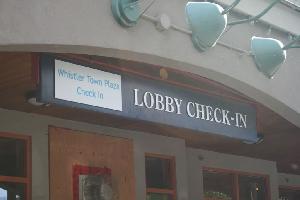 Whistler Town Plaza
Check In
LOBBY CHECK-IN